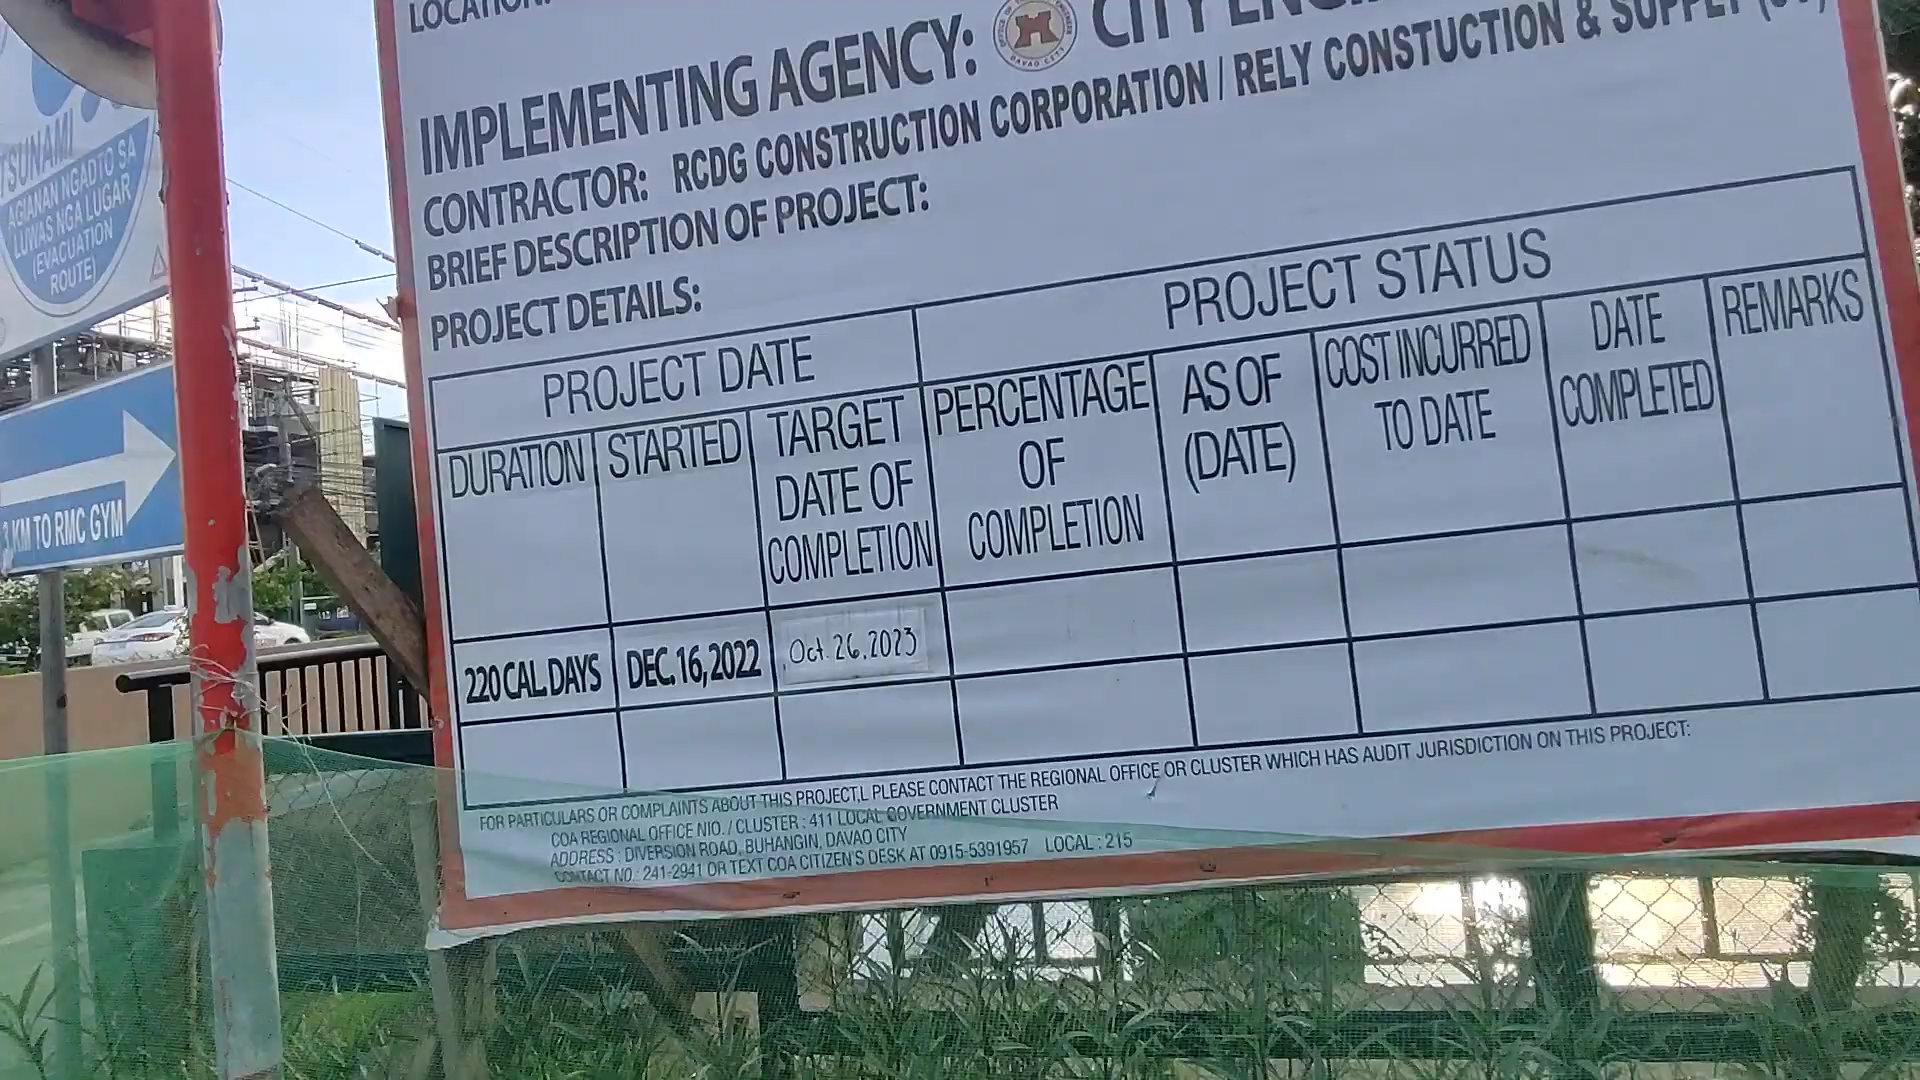 LOCATION:
IMPLEMENTING AGENCY: CITY
CONTRACTOR: RCDG CONSTRUCTION CORPORATION / RELY CONSTUCTION & SUPPLY
BRIEF DESCRIPTION OF PROJECT:
PROJECT DETAILS:
PROJECT DATE
PROJECT STATUS
DURATION
STARTED
TARGET DATE OF COMPLETION
PERCENTAGE OF COMPLETION
AS OF (DATE)
COST INCURRED TO DATE
DATE COMPLETED
REMARKS
220 CAL. DAYS
DEC. 16, 2022
Oct. 26, 2023
FOR PARTICULARS OR COMPLAINTS ABOUT THIS PROJECT,L PLEASE CONTACT THE REGIONAL OFFICE OR CLUSTER WHICH HAS AUDIT JURISDICTION ON THIS PROJECT:
COA REGIONAL OFFICE NIO. / CLUSTER : 411 LOCAL GOVERNMENT CLUSTER
ADDRESS : DIVERSION ROAD, BUHANGIN, DAVAO CITY
CONTACT NO.: 241-2941 OR TEXT COA CITIZEN'S DESK AT 0915-5391957 LOCAL : 215
TSUNAMI
AGIANAN NGADTO SA
LUWAS NGA LUGAR
(EVACUATION
ROUTE)
3 KM TO RMC GYM